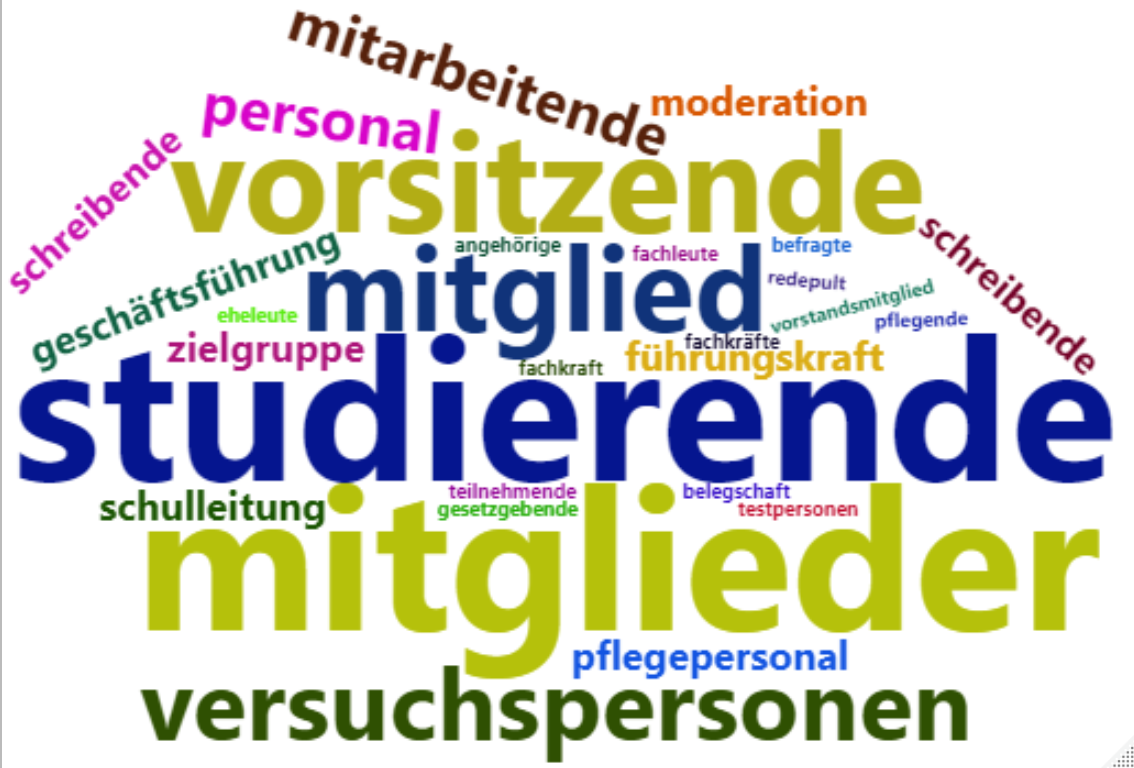 mitarbeitende
personal
moderation
schreibende
vorsitzende
schreibende
geschäftsführung
angehörige
fachleute
befragte
mitglied
redepult
vorstandsmitglied
eheleute
pflegende
zielgruppe
fachkräfte
führungskraft
fachkraft
studierende
teilnehmende
belegschaft
schulleitung
gesetzgebende
testpersonen
mitglieder
pflegepersonal
versuchspersonen